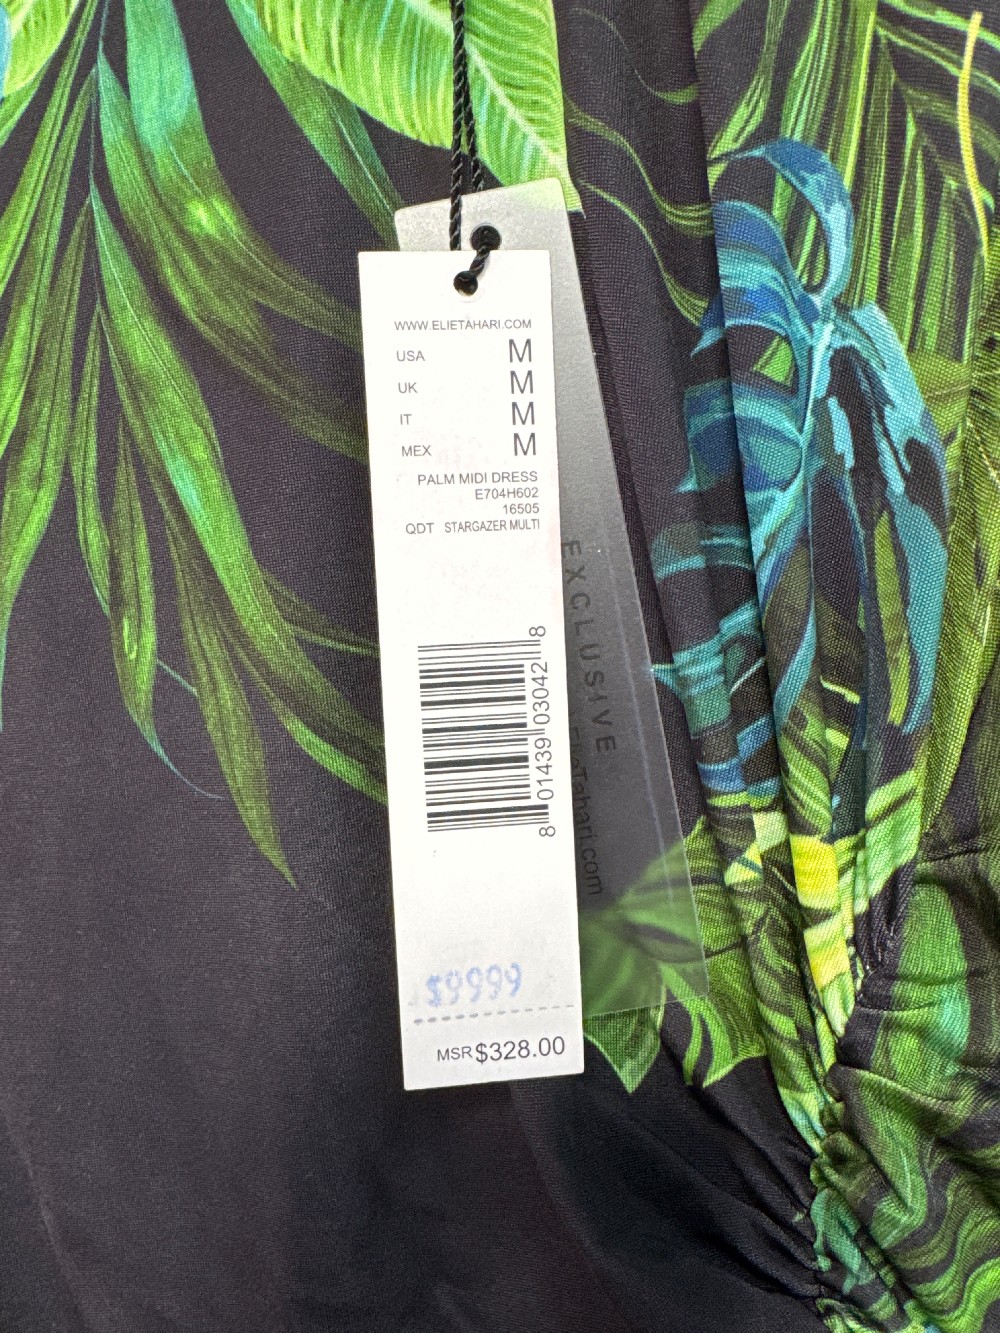 WWW.ELIETAHARI.COM
USA M
UK M
IT M
MEX M
PALM MIDI DRESS
E704H602
16505
QDT STARGAZER MULTI
8 01439 03042 8
$9999
MSR $328.00
EXCLUSIVE
ElieTahari.com